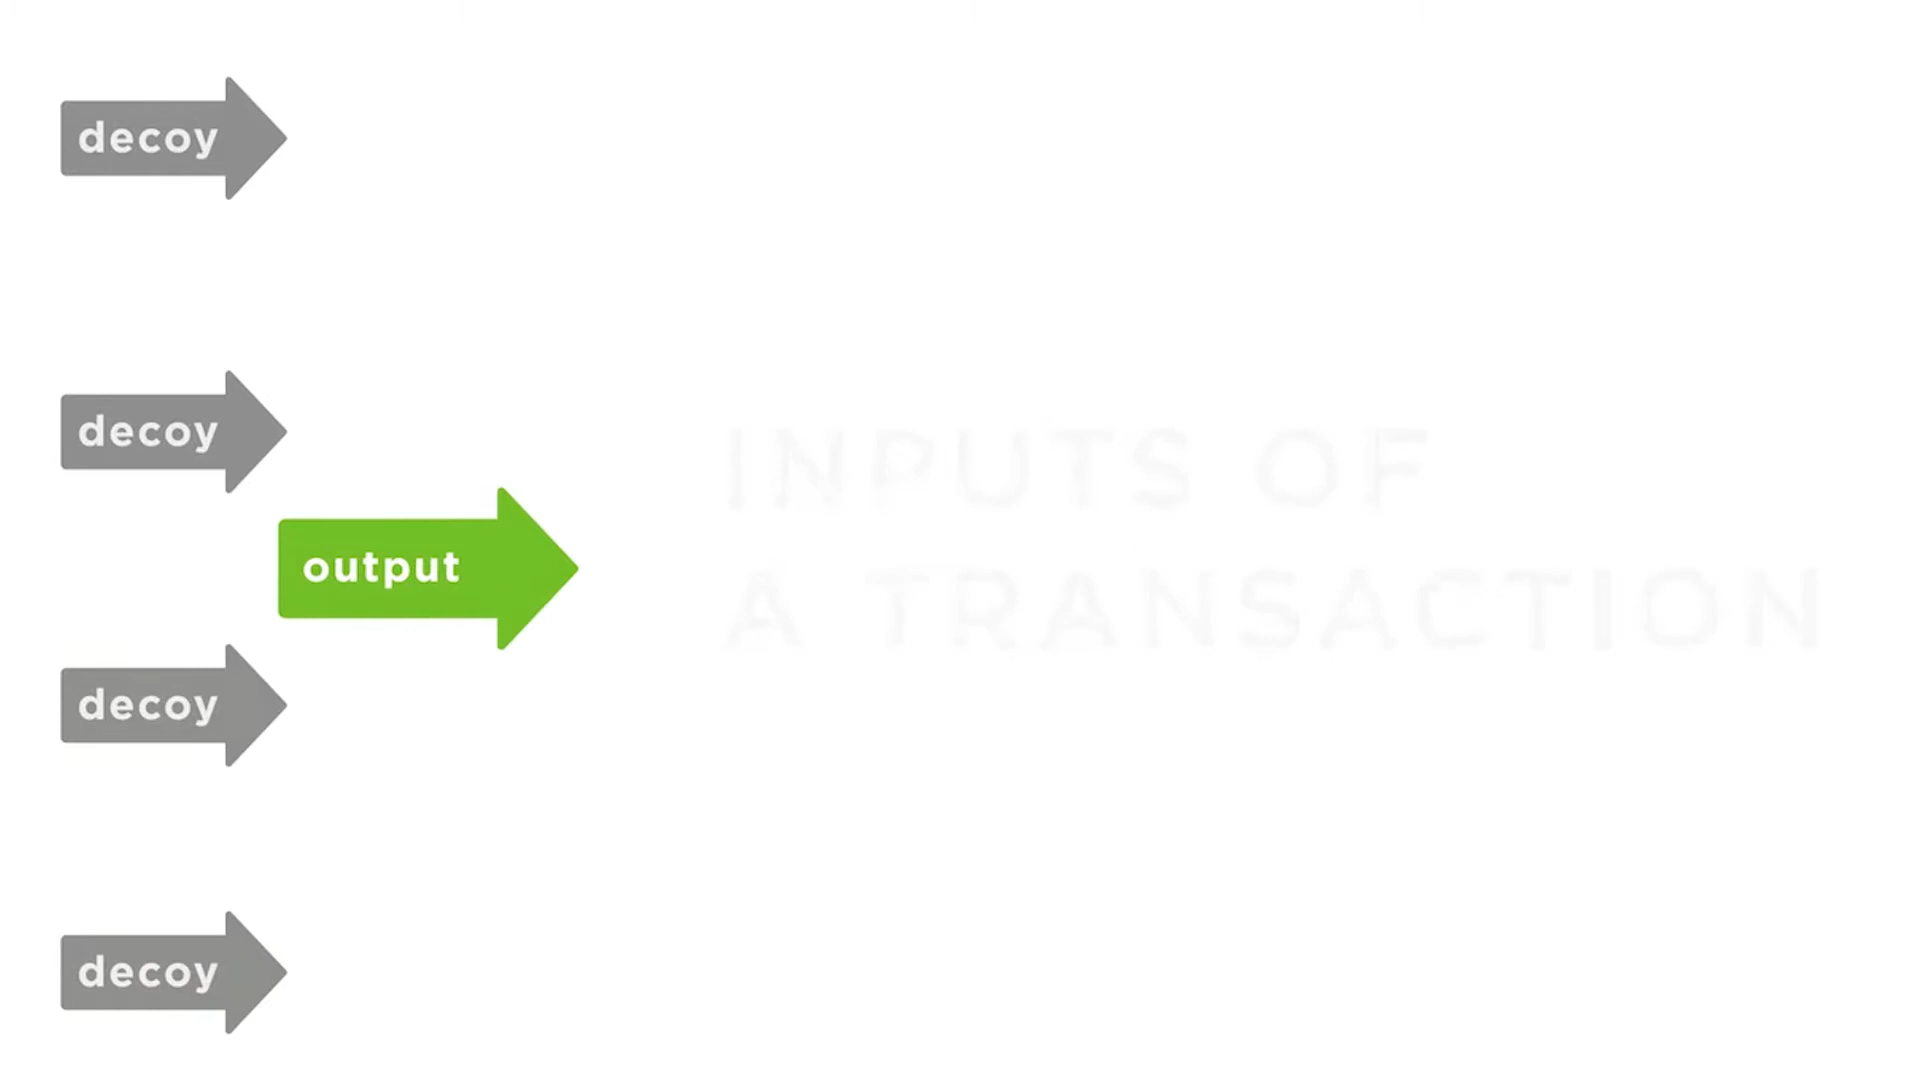 decoy
decoy
INPUTS OF
output
A TRANSACTION
decoy
decoy